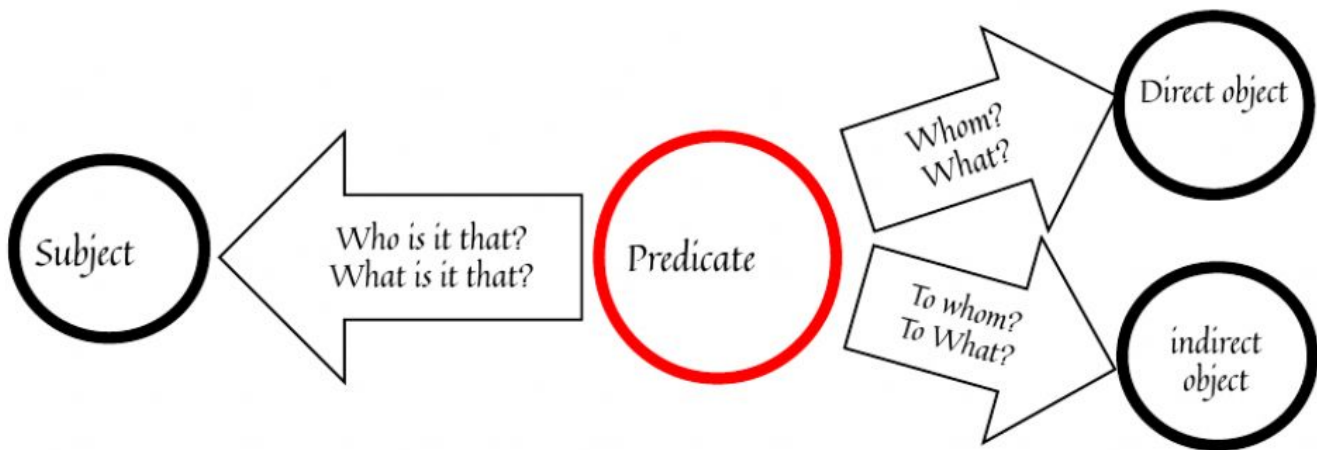 Subject
Who is it that?
What is it that?
Predicate
Whom?
What?
Direct object
To whom?
To What?
indirect
object